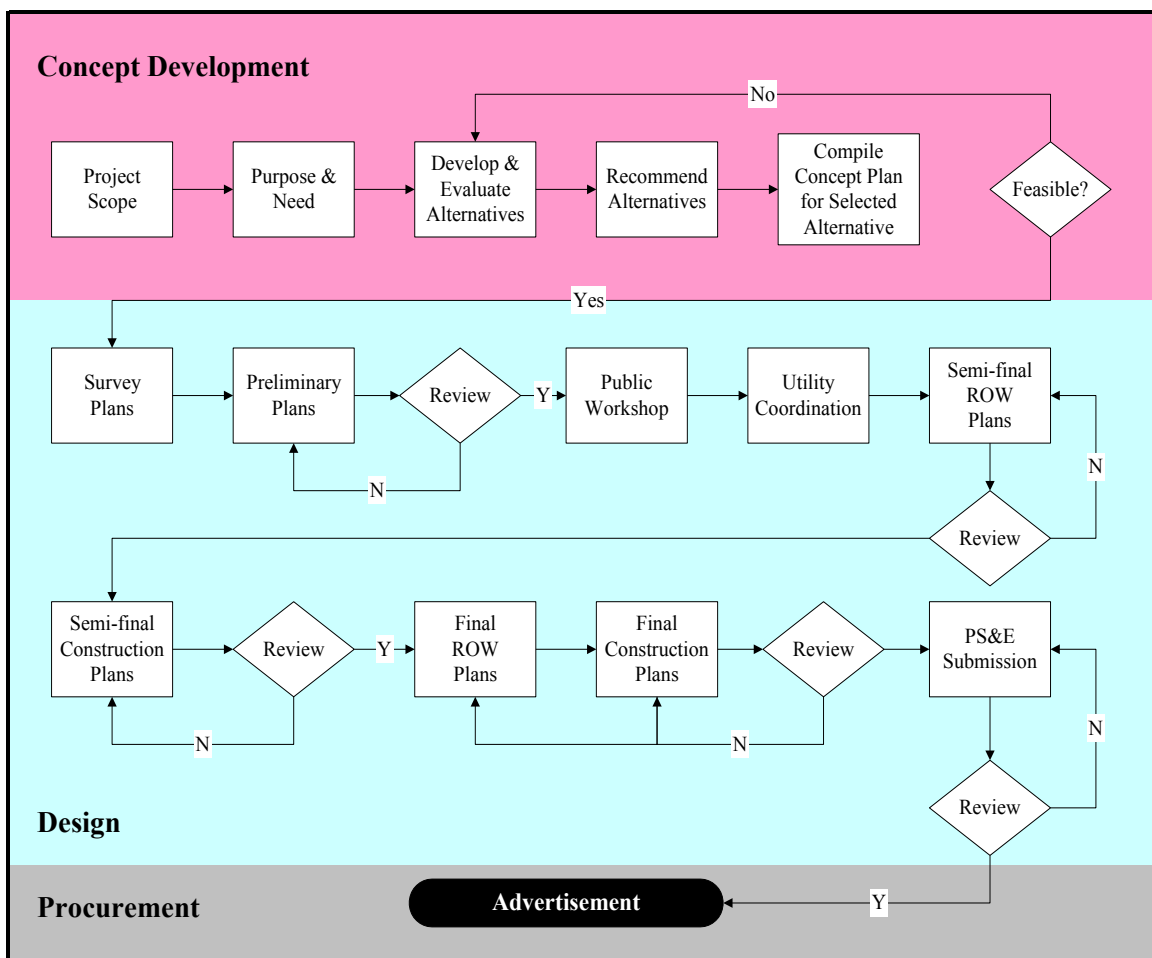 Concept Development
No
Project
Scope
Purpose &
Need
Develop &
Evaluate
Alternatives
Recommend
Alternatives
Compile
Concept Plan
for Selected
Alternative
Feasible?
Yes
Survey
Plans
Preliminary
Plans
Review
Y
Public
Workshop
Utility
Coordination
Semi-final
ROW
Plans
N
N
Review
Semi-final
Construction
Plans
Review
Y
Final
ROW
Plans
Final
Construction
Plans
Review
PS&E
Submission
N
N
N
Review
Design
Procurement
Advertisement
Y